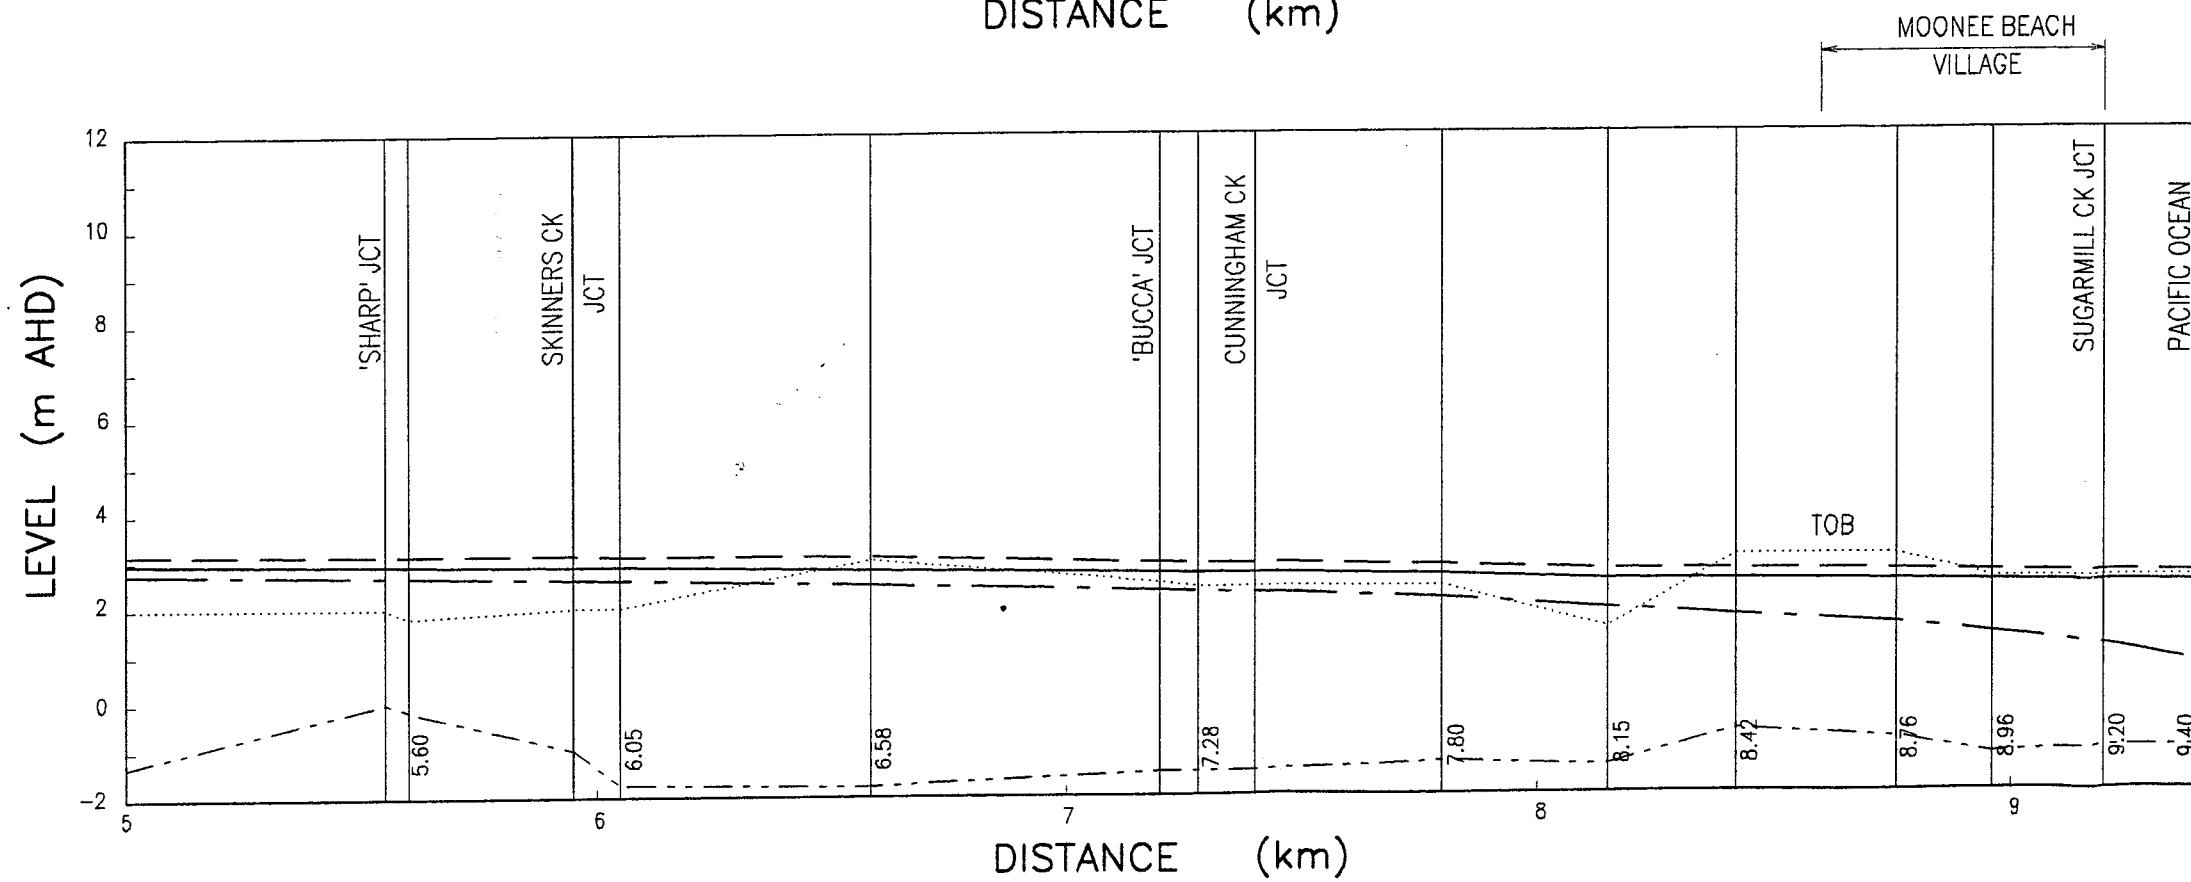 DISTANCE (km)
MOONEE BEACH
VILLAGE
LEVEL (m AHD)
12
10
8
6
4
2
0
-2
'SHARP' JCT
SKINNERS CK
JCT
'BUCCA' JCT
CUNNINGHAM CK
JCT
SUGARMILL CK JCT
PACIFIC OCEAN
TOB
5.60
6.05
6.58
7.28
7.80
8.15
8.42
8.76
8.96
9.20
9.40
5
6
7
8
9
DISTANCE (km)